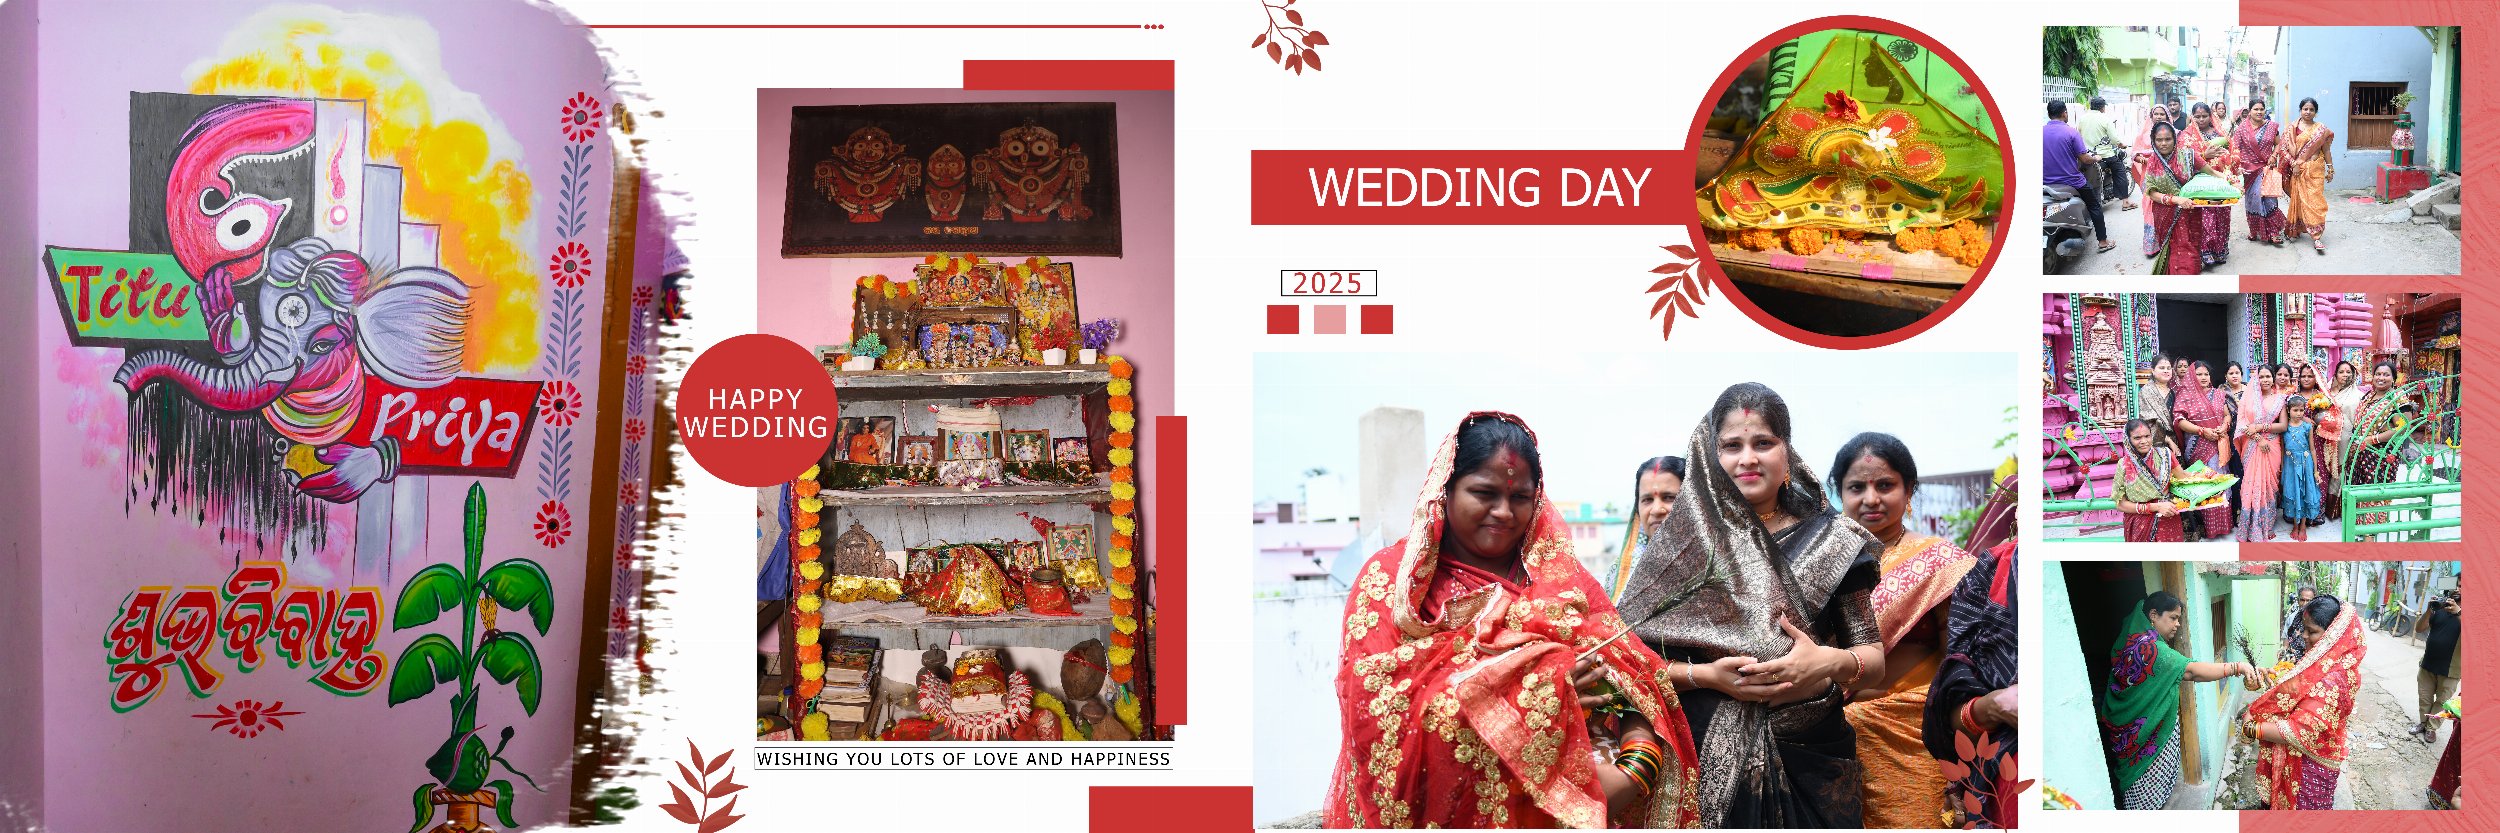 Titu
Priya
ଶୁଭ ବିବାହ
HAPPY
WEDDING
WISHING YOU LOTS OF LOVE AND HAPPINESS
WEDDING DAY
2025